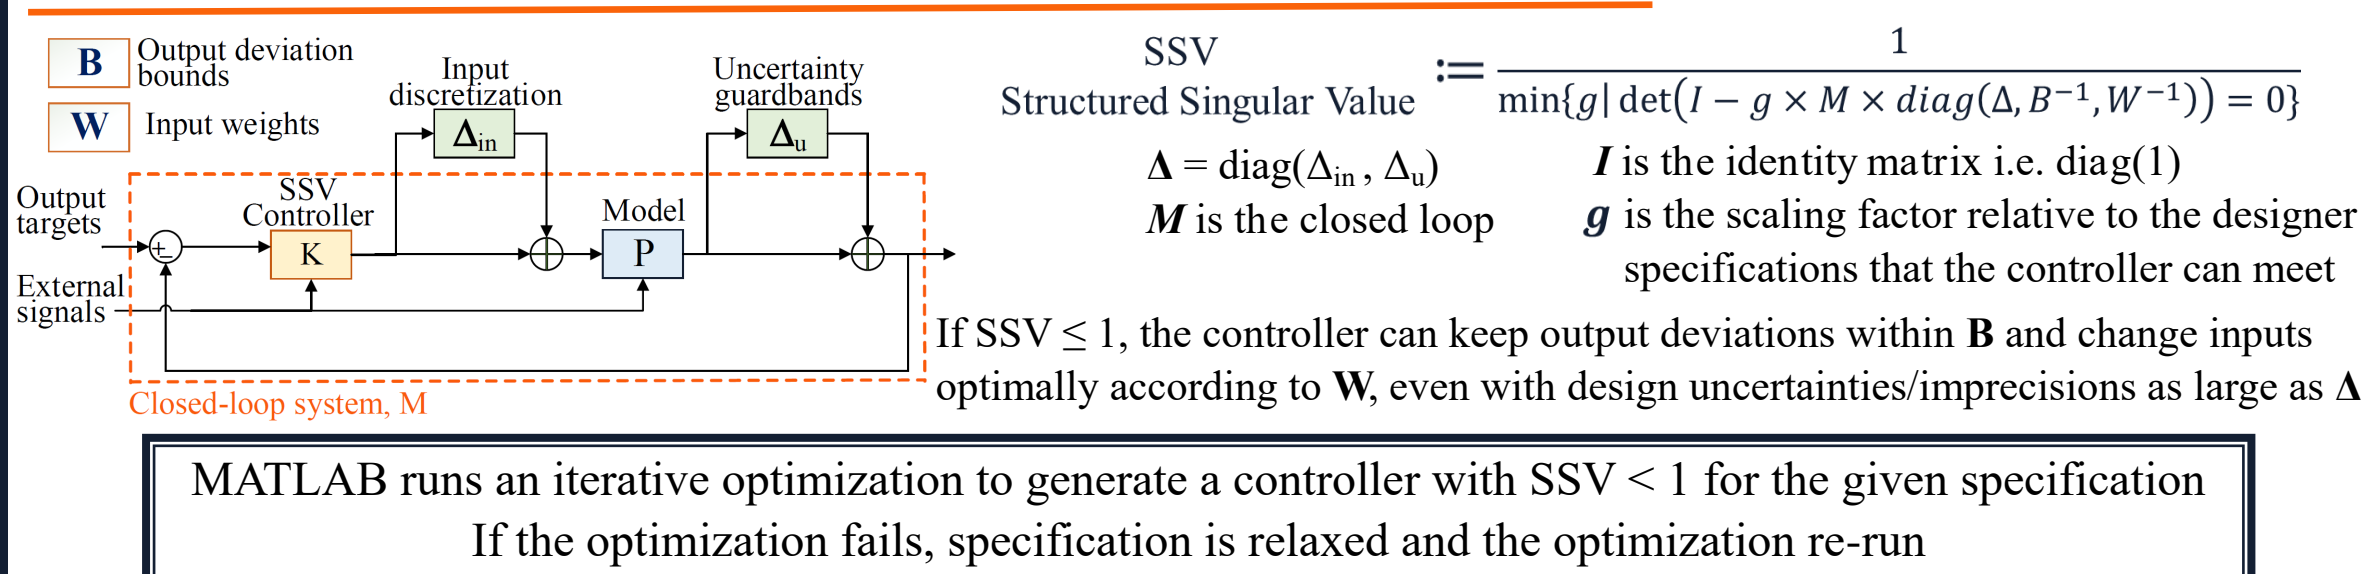 B
Output deviation
bounds
W
Input weights
Input
discretization
Δin
Uncertainty
guardbands
Δu
Output
targets
SSV
Controller
K
Model
P
+
−
External
signals
Closed-loop system, M
SSV
Structured Singular Value
:= 1 / min{g| det(I − g × M × diag(Δ, B⁻¹, W⁻¹)) = 0}
Δ = diag(Δin , Δu)
M is the closed loop
I is the identity matrix i.e. diag(1)
g is the scaling factor relative to the designer
specifications that the controller can meet
If SSV ≤ 1, the controller can keep output deviations within B and change inputs
optimally according to W, even with design uncertainties/imprecisions as large as Δ
MATLAB runs an iterative optimization to generate a controller with SSV < 1 for the given specification
If the optimization fails, specification is relaxed and the optimization re-run